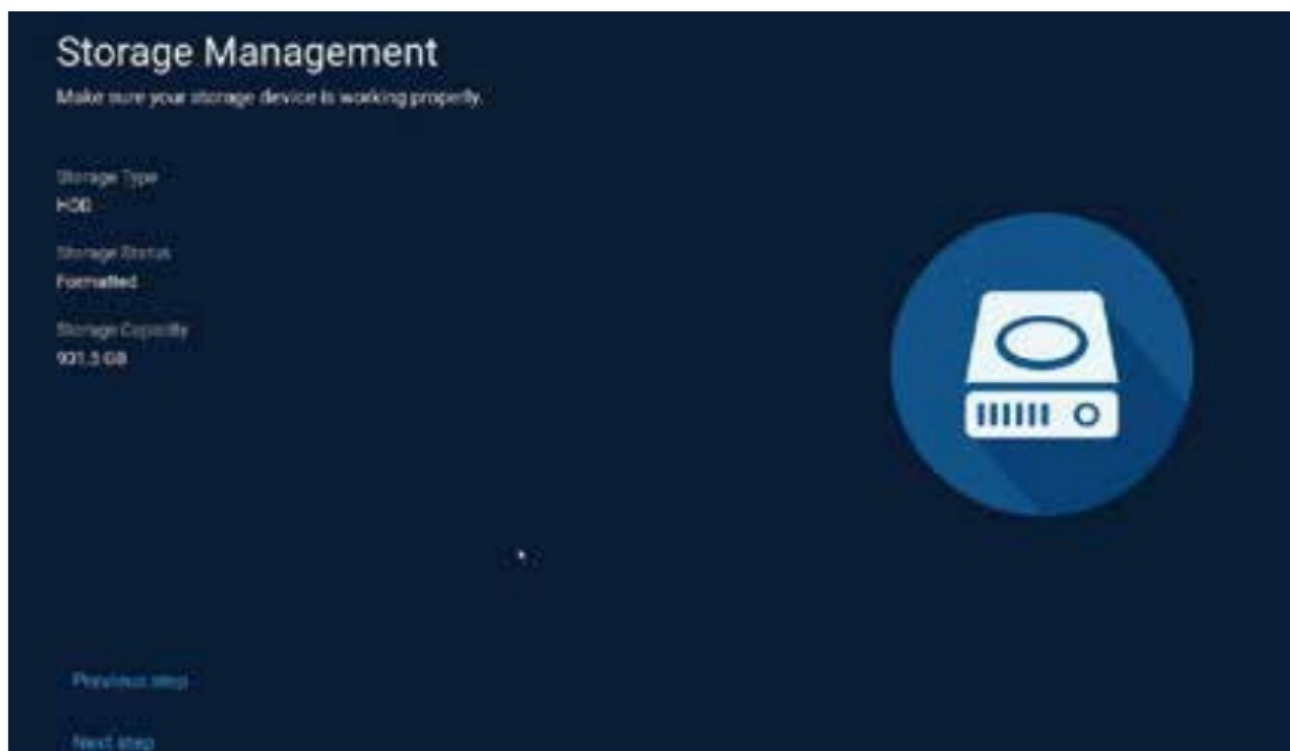 Storage Management
Make sure your storage device is working properly.
Storage Type
HDD
Storage Status
Formatted
Storage Capacity
931.5 GB
Previous step
Next step